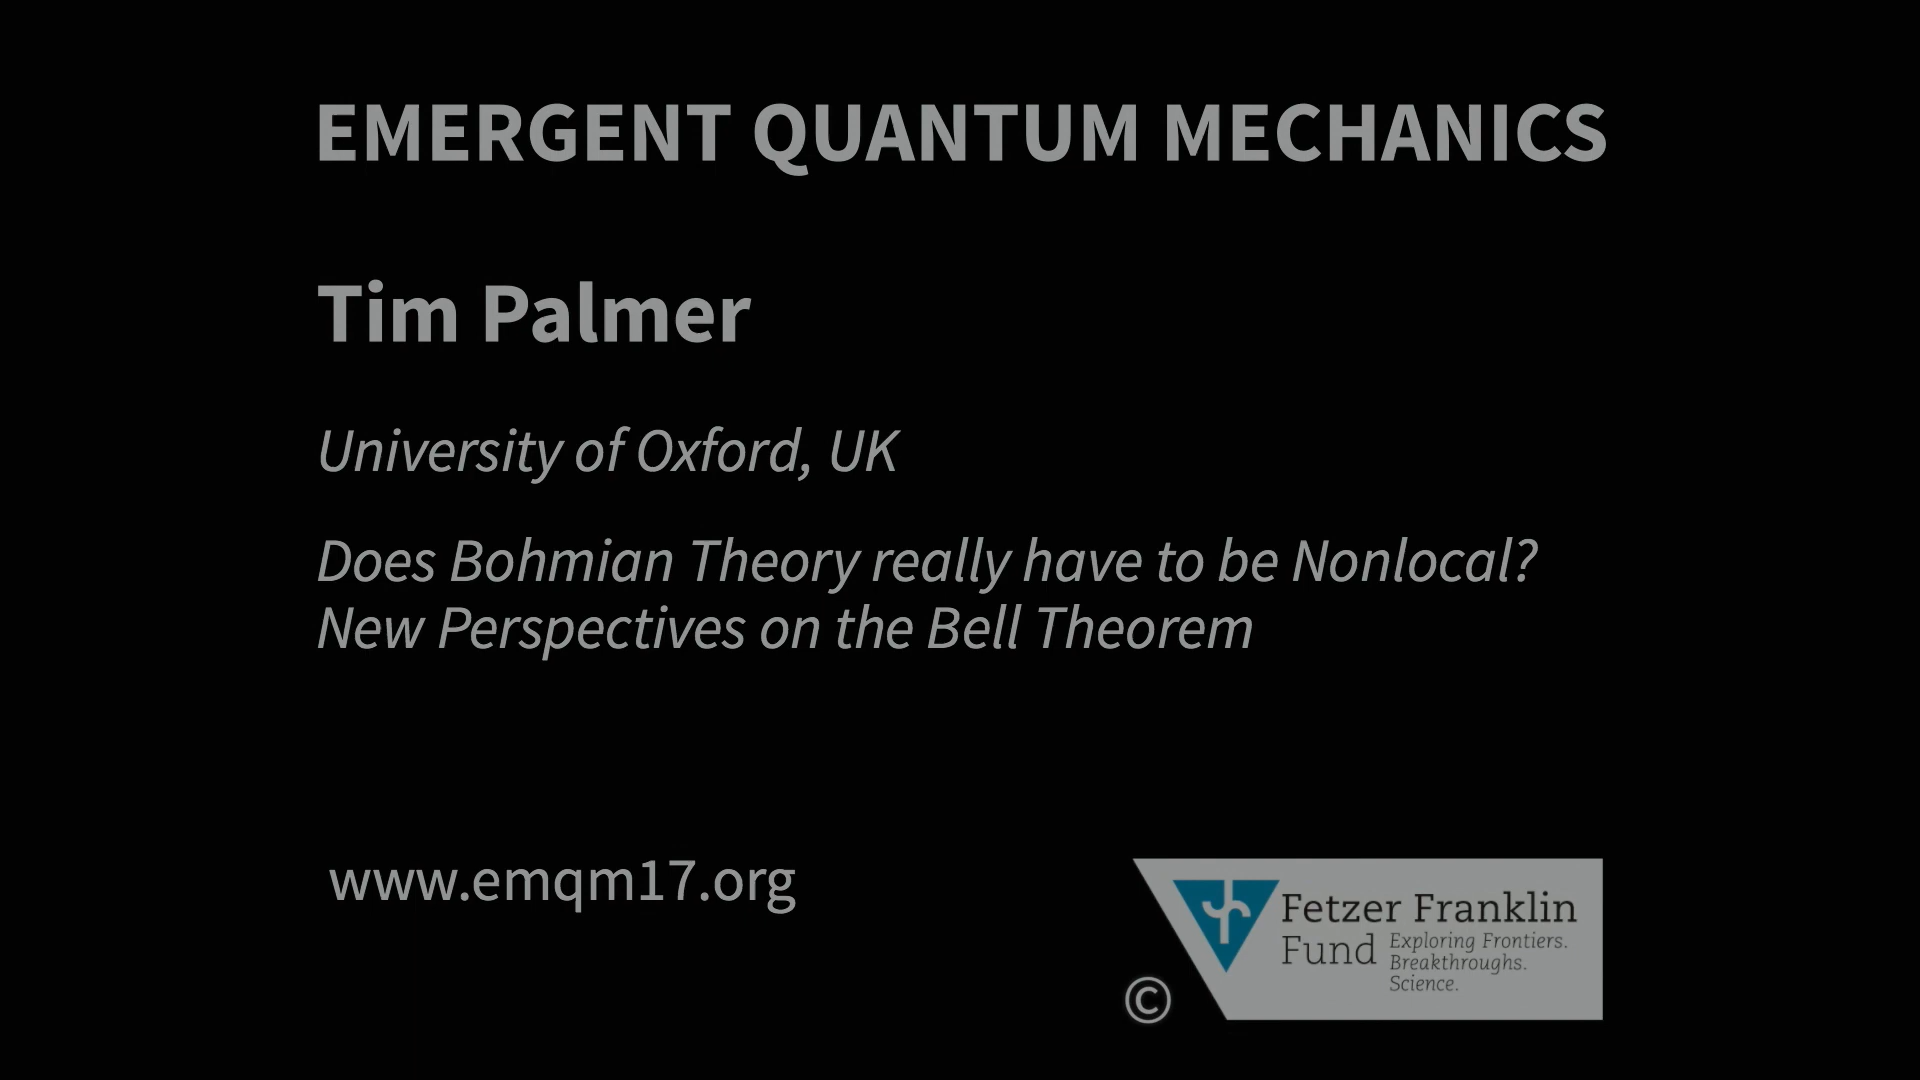 EMERGENT QUANTUM MECHANICS
Tim Palmer
University of Oxford, UK
Does Bohmian Theory really have to be Nonlocal?
New Perspectives on the Bell Theorem
www.emqm17.org
©
Fetzer Franklin
Fund
Exploring Frontiers.
Breakthroughs.
Science.